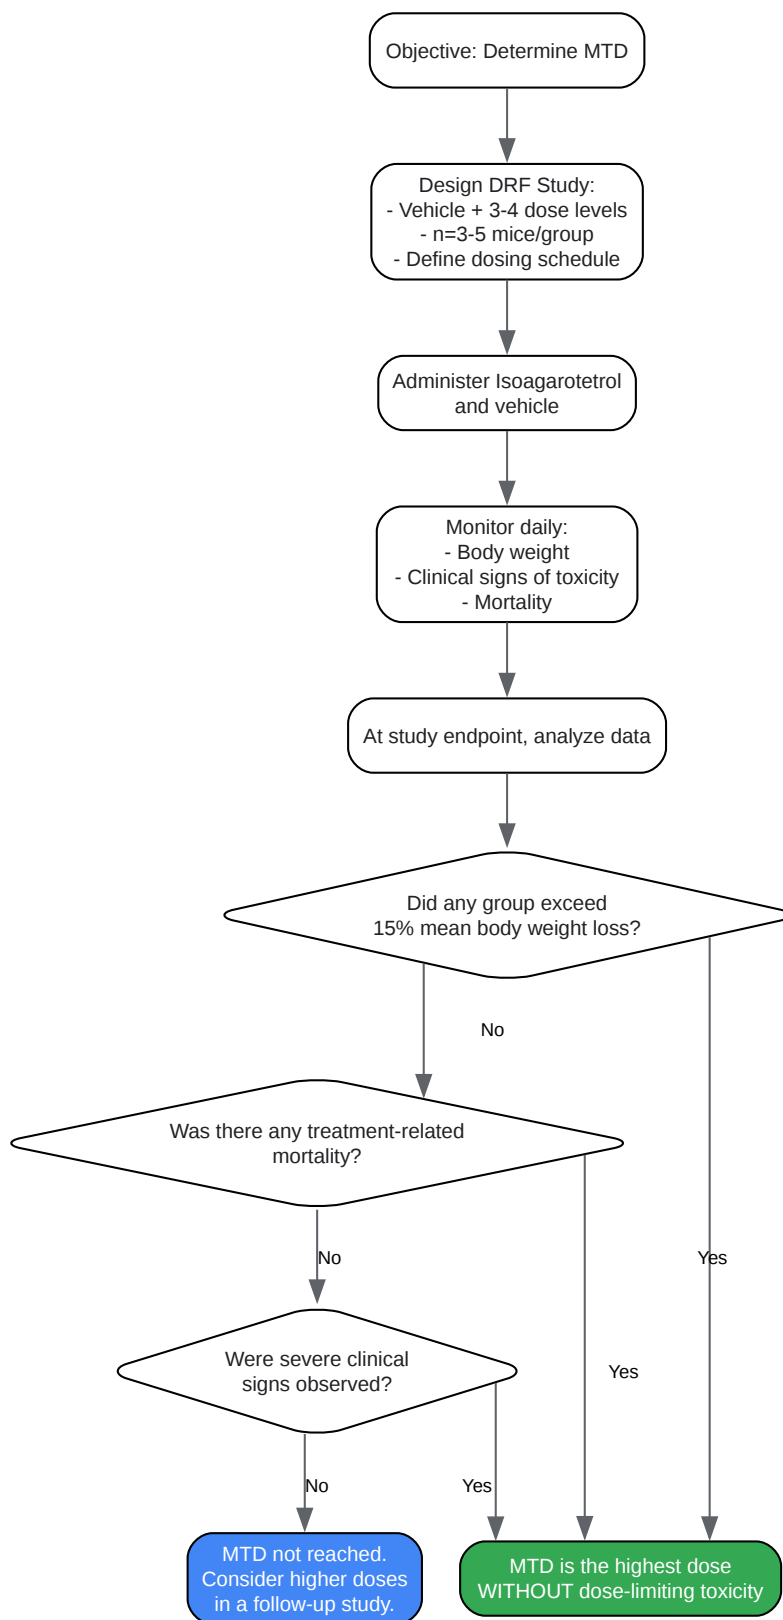 Objective: Determine MTD
Design DRF Study:
- Vehicle + 3-4 dose levels
- n=3-5 mice/group
- Define dosing schedule
Administer Isoagarotetrol
and vehicle
Monitor daily:
- Body weight
- Clinical signs of toxicity
- Mortality
At study endpoint, analyze data
Did any group exceed
15% mean body weight loss?
No
Was there any treatment-related
mortality?
No
Yes
Were severe clinical
signs observed?
Yes
No
Yes
MTD not reached.
Consider higher doses
in a follow-up study.
MTD is the highest dose
WITHOUT dose-limiting toxicity